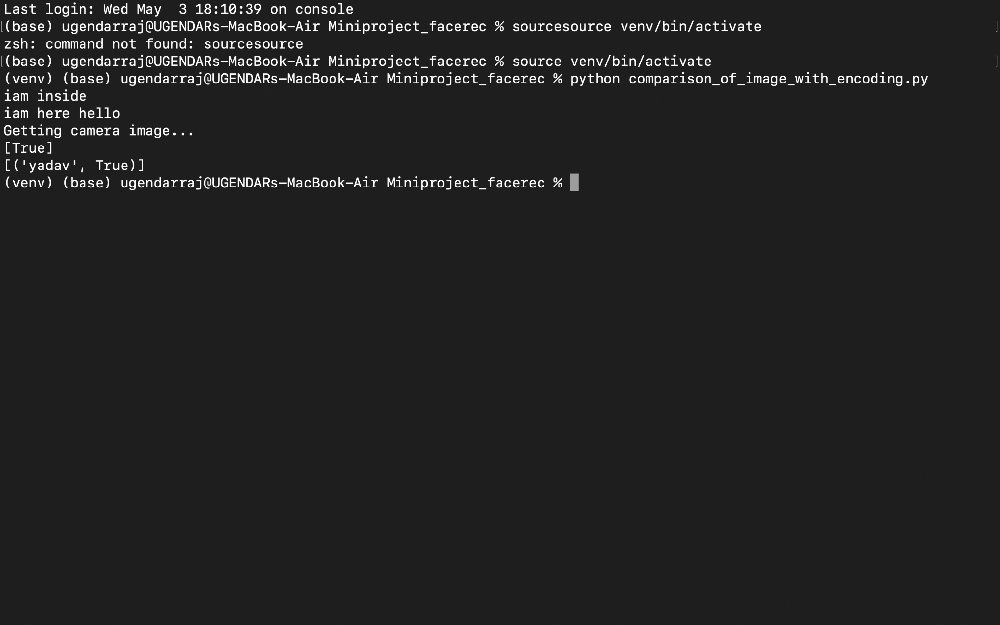 Last login: Wed May  3 18:10:39 on console
[(base) ugendarraj@UGENDARs-MacBook-Air Miniproject_facerec % sourcesource venv/bin/activate ]
zsh: command not found: sourcesource
[(base) ugendarraj@UGENDARs-MacBook-Air Miniproject_facerec % source venv/bin/activate ]
(venv) (base) ugendarraj@UGENDARs-MacBook-Air Miniproject_facerec % python comparison_of_image_with_encoding.py
iam inside
iam here hello
Getting camera image...
[True]
[('yadav', True)]
(venv) (base) ugendarraj@UGENDARs-MacBook-Air Miniproject_facerec %